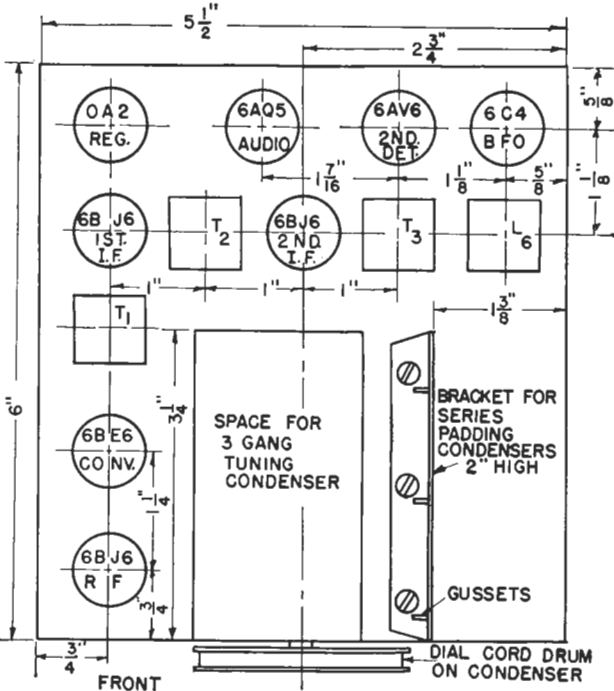 5 1/2"
2 3/4"
5/8"
OA2
REG.
6AQ5
AUDIO
6AV6
2ND.
DET.
6C4
BFO
1 7/16"
1 1/8"
5/8"
1 1/8"
6BJ6
1ST.
I.F.
T2
6BJ6
2ND.
I.F.
T3
L6
1"
1"
1"
1 3/8"
T1
6"
3 1/4"
SPACE FOR
3 GANG
TUNING
CONDENSER
BRACKET FOR
SERIES
PADDING
CONDENSERS
2" HIGH
6BE6
CONV.
1 1/4"
6BJ6
RF
3/4"
GUSSETS
3/4"
FRONT
DIAL CORD DRUM
ON CONDENSER